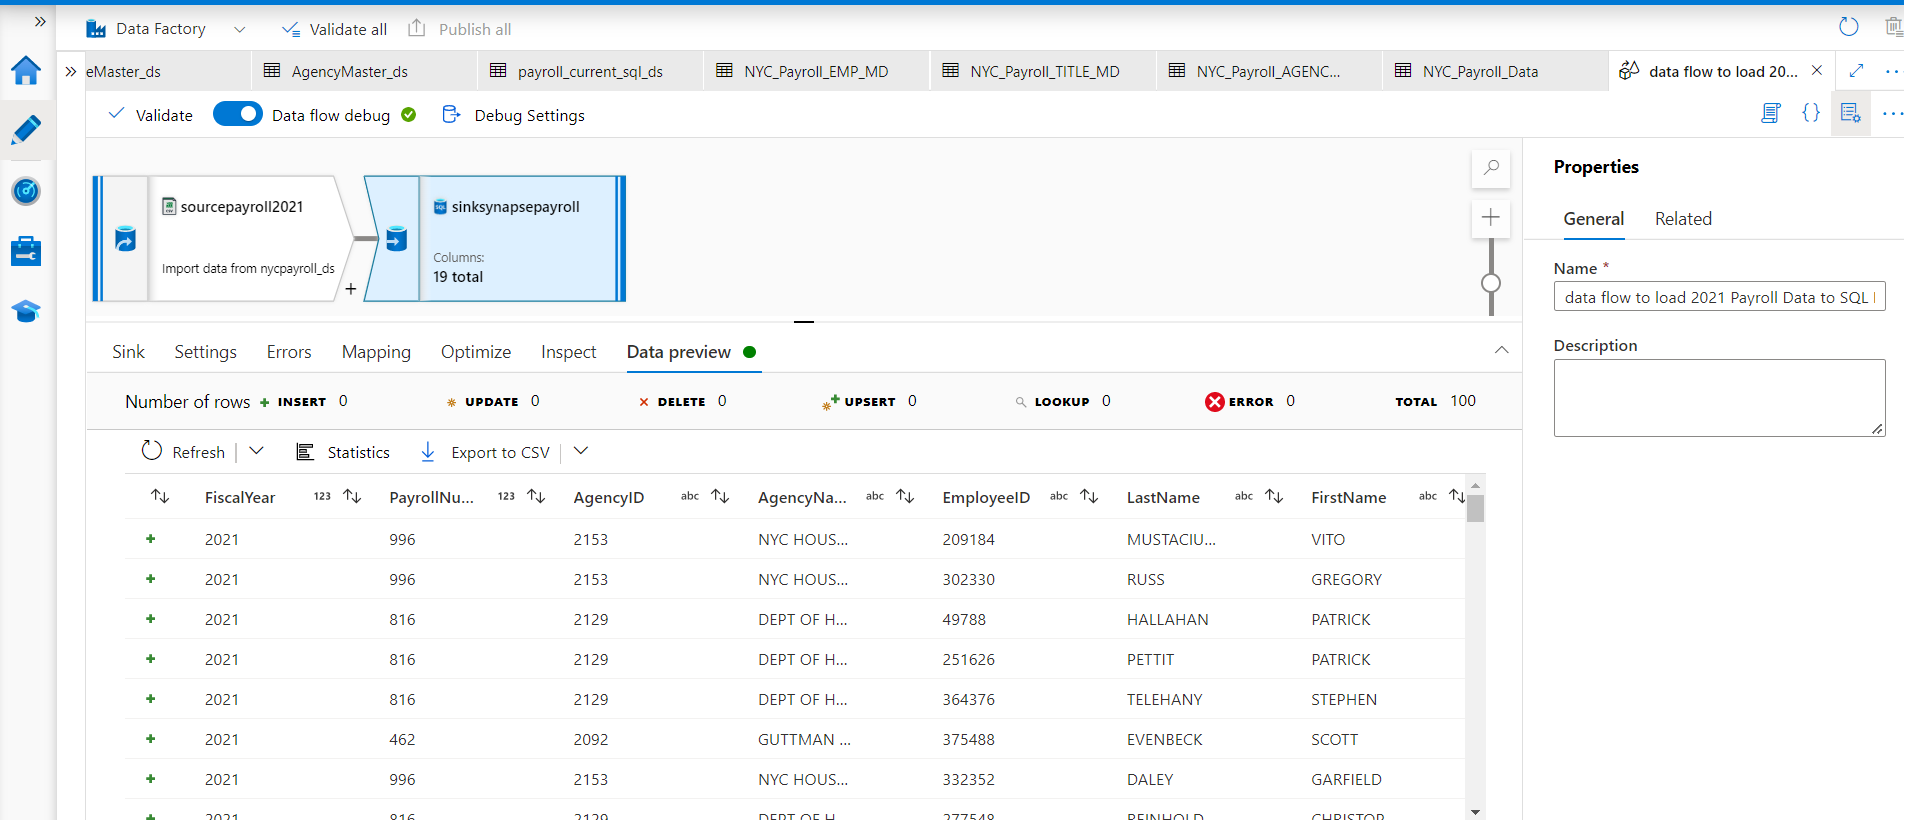 Data Factory Validate all Publish all
eMaster_ds AgencyMaster_ds payroll_current_sql_ds NYC_Payroll_EMP_MD NYC_Payroll_TITLE_MD NYC_Payroll_AGENC... NYC_Payroll_Data data flow to load 20...
Validate Data flow debug Debug Settings
sourcepayroll2021
Import data from nycpayroll_ds
sinksynapsepayroll
Columns:
19 total
Properties
General Related
Name *
data flow to load 2021 Payroll Data to SQL
Description
Sink Settings Errors Mapping Optimize Inspect Data preview
Number of rows INSERT 0 UPDATE 0 DELETE 0 UPSERT 0 LOOKUP 0 ERROR 0 TOTAL 100
Refresh Statistics Export to CSV
FiscalYear 123 PayrollNu... 123 AgencyID abc AgencyNa... abc EmployeeID abc LastName abc FirstName abc
2021 996 2153 NYC HOUS... 209184 MUSTACIU... VITO
2021 996 2153 NYC HOUS... 302330 RUSS GREGORY
2021 816 2129 DEPT OF H... 49788 HALLAHAN PATRICK
2021 816 2129 DEPT OF H... 251626 PETTIT PATRICK
2021 816 2129 DEPT OF H... 364376 TELEHANY STEPHEN
2021 462 2092 GUTTMAN ... 375488 EVENBECK SCOTT
2021 996 2153 NYC HOUS... 332352 DALEY GARFIELD
2021 816 2129 DEPT OF H... 277548 REINHOLD CHRISTOP